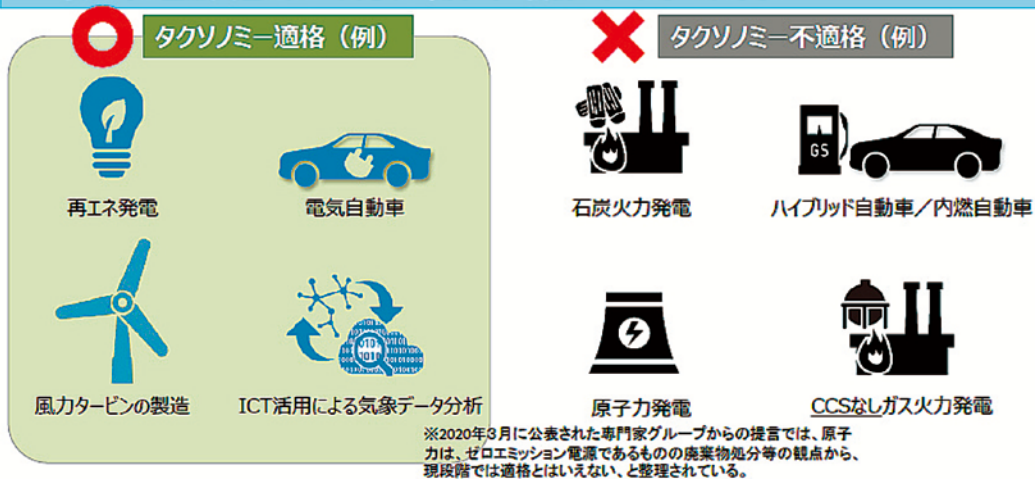 タクソノミー適格（例）
タクソノミー不適格（例）
再エネ発電
電気自動車
石炭火力発電
GS
ハイブリッド自動車／内燃自動車
風力タービンの製造
ICT活用による気象データ分析
原子力発電
CCSなしガス火力発電
※2020年3月に公表された専門家グループからの提言では、原子
力は、ゼロエミッション電源であるものの廃棄物処分等の観点から、
現段階では適格とはいえない、と整理されている。